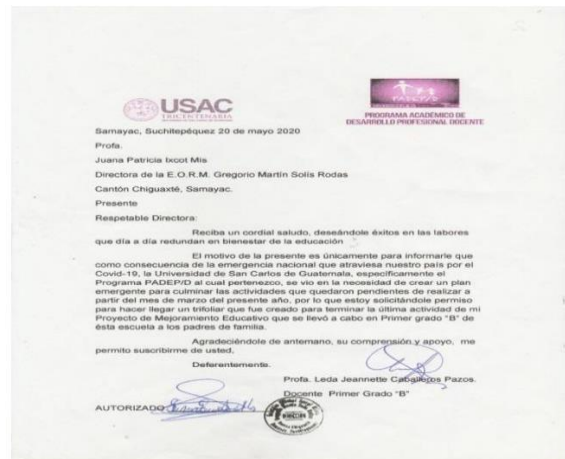 USAC
TRICENTENARIA
PADEP/D
PROGRAMA ACADÉMICO DE
DESARROLLO PROFESIONAL DOCENTE
Samayac, Suchitepéquez 20 de mayo 2020
Profa.
Juana Patricia Ixcot Mis
Directora de la E.O.R.M. Gregorio Martín Solís Rodas
Cantón Chiguaxté, Samayac.
Presente
Respetable Directora:
Reciba un cordial saludo, deseándole éxitos en las labores
que día a día redundan en bienestar de la educación
El motivo de la presente es únicamente para informarle que
como consecuencia de la emergencia nacional que atraviesa nuestro país por el
Covid-19, la Universidad de San Carlos de Guatemala, específicamente el
Programa PADEP/D al cual pertenezco, se vio en la necesidad de crear un plan
emergente para culminar las actividades que quedaron pendientes de realizar a
partir del mes de marzo del presente año, por lo que estoy solicitándole permiso
para hacer llegar un trifoliar que fue creado para terminar la última actividad de mi
Proyecto de Mejoramiento Educativo que se llevó a cabo en Primer grado "B" de
ésta escuela a los padres de familia.
Agradeciéndole de antemano, su comprensión y apoyo, me
permito suscribirme de usted.
Deferentemente.
Profa. Leda Jeannette Caballeros Pazos.
Docente Primer Grado "B"
AUTORIZADO
DIRECCION